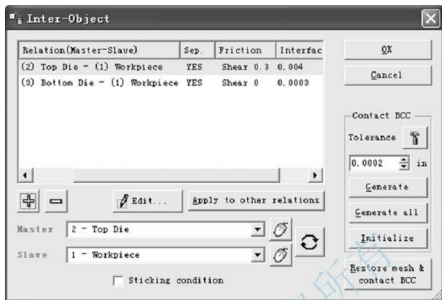 Inter-Object
Relation(Master-Slave) Sep. Friction Interfac
(2) Top Die - (1) Workpiece YES Shear 0.3 0.004
(3) Bottom Die - (1) Workpiece YES Shear 0 0.0003
OK
Cancel
Contact BCC
Tolerance
0.0002 in
Generate
Generate all
Initialize
Restore mesh & contact BCC
Edit... Apply to other relations
Master 2 - Top Die
Slave 1 - Workpiece
Sticking condition